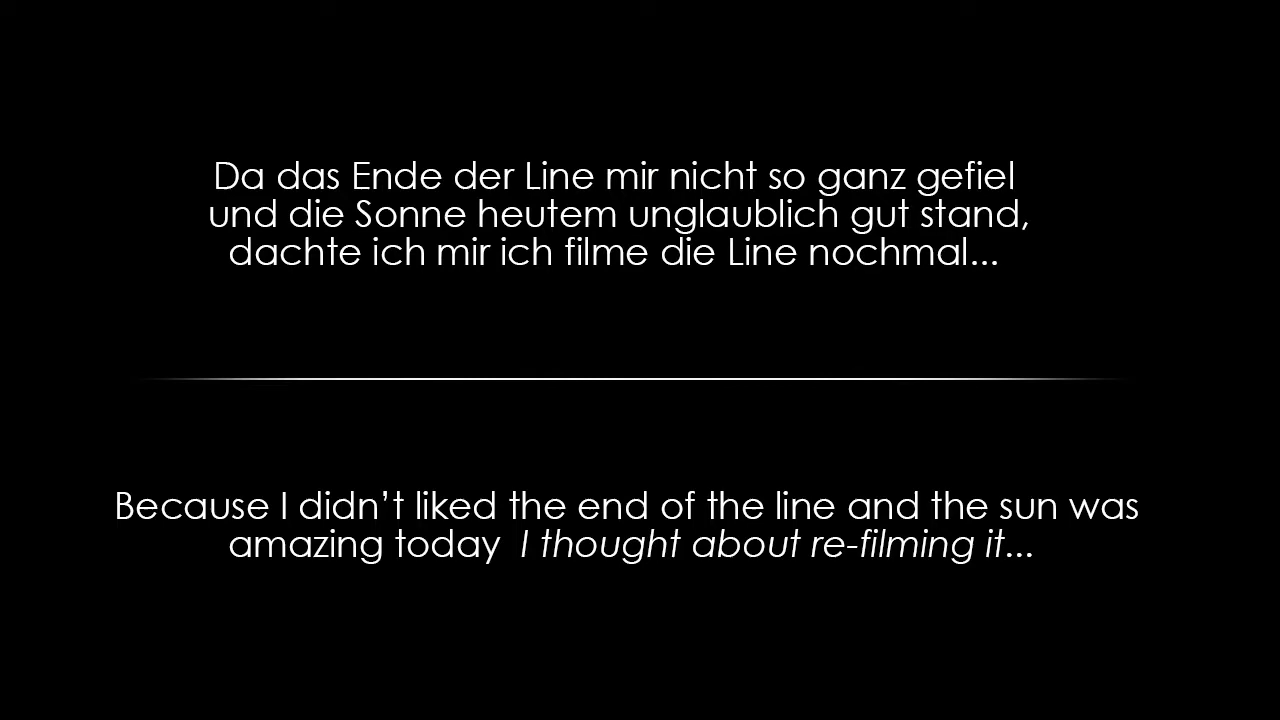 Da das Ende der Line mir nicht so ganz gefiel
und die Sonne heutem unglaublich gut stand,
dachte ich mir ich filme die Line nochmal...
Because I didn’t liked the end of the line and the sun was
amazing today I thought about re-filming it...